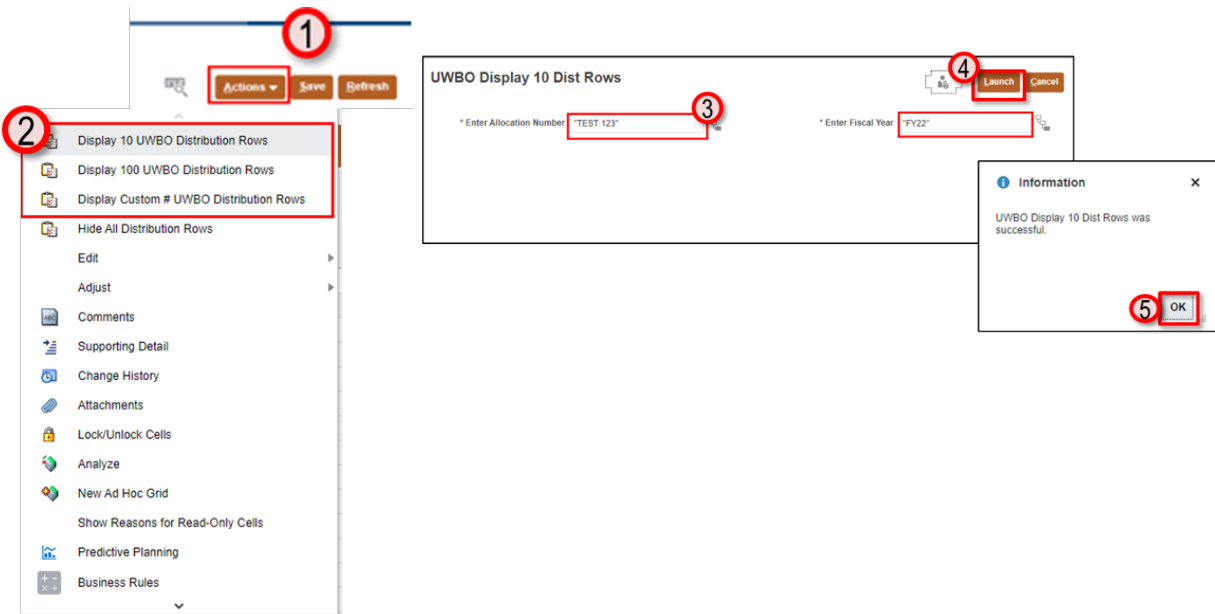 1
Actions Save Refresh
2
Display 10 UWBO Distribution Rows
Display 100 UWBO Distribution Rows
Display Custom # UWBO Distribution Rows
Hide All Distribution Rows
Edit
Adjust
Comments
Supporting Detail
Change History
Attachments
Lock/Unlock Cells
Analyze
New Ad Hoc Grid
Show Reasons for Read-Only Cells
Predictive Planning
Business Rules
UWBO Display 10 Dist Rows
4
Launch Cancel
3
* Enter Allocation Number "TEST 123"
* Enter Fiscal Year "FY22"
Information
UWBO Display 10 Dist Rows was
successful.
5
OK